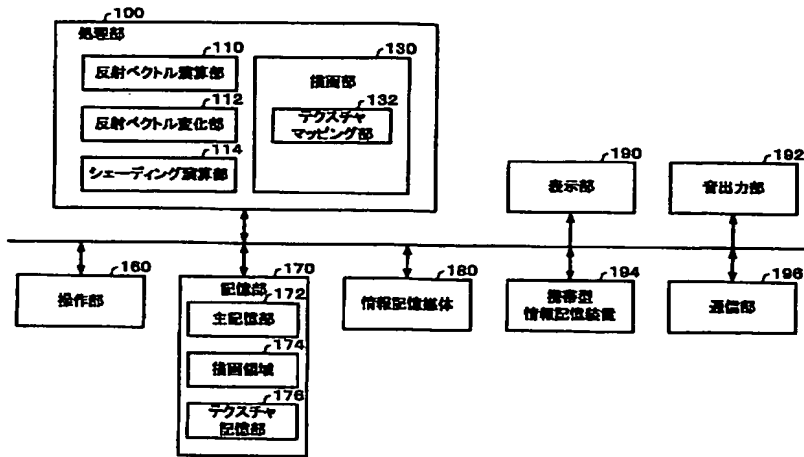 100
処理部
110
反射ベクトル演算部
112
反射ベクトル変化部
114
シェーディング演算部
130
描画部
132
テクスチャ
マッピング部
190
表示部
192
音出力部
160
操作部
170
記憶部
172
主記憶部
174
描画領域
176
テクスチャ
記憶部
180
情報記憶媒体
194
携帯型
情報記憶装置
196
通信部